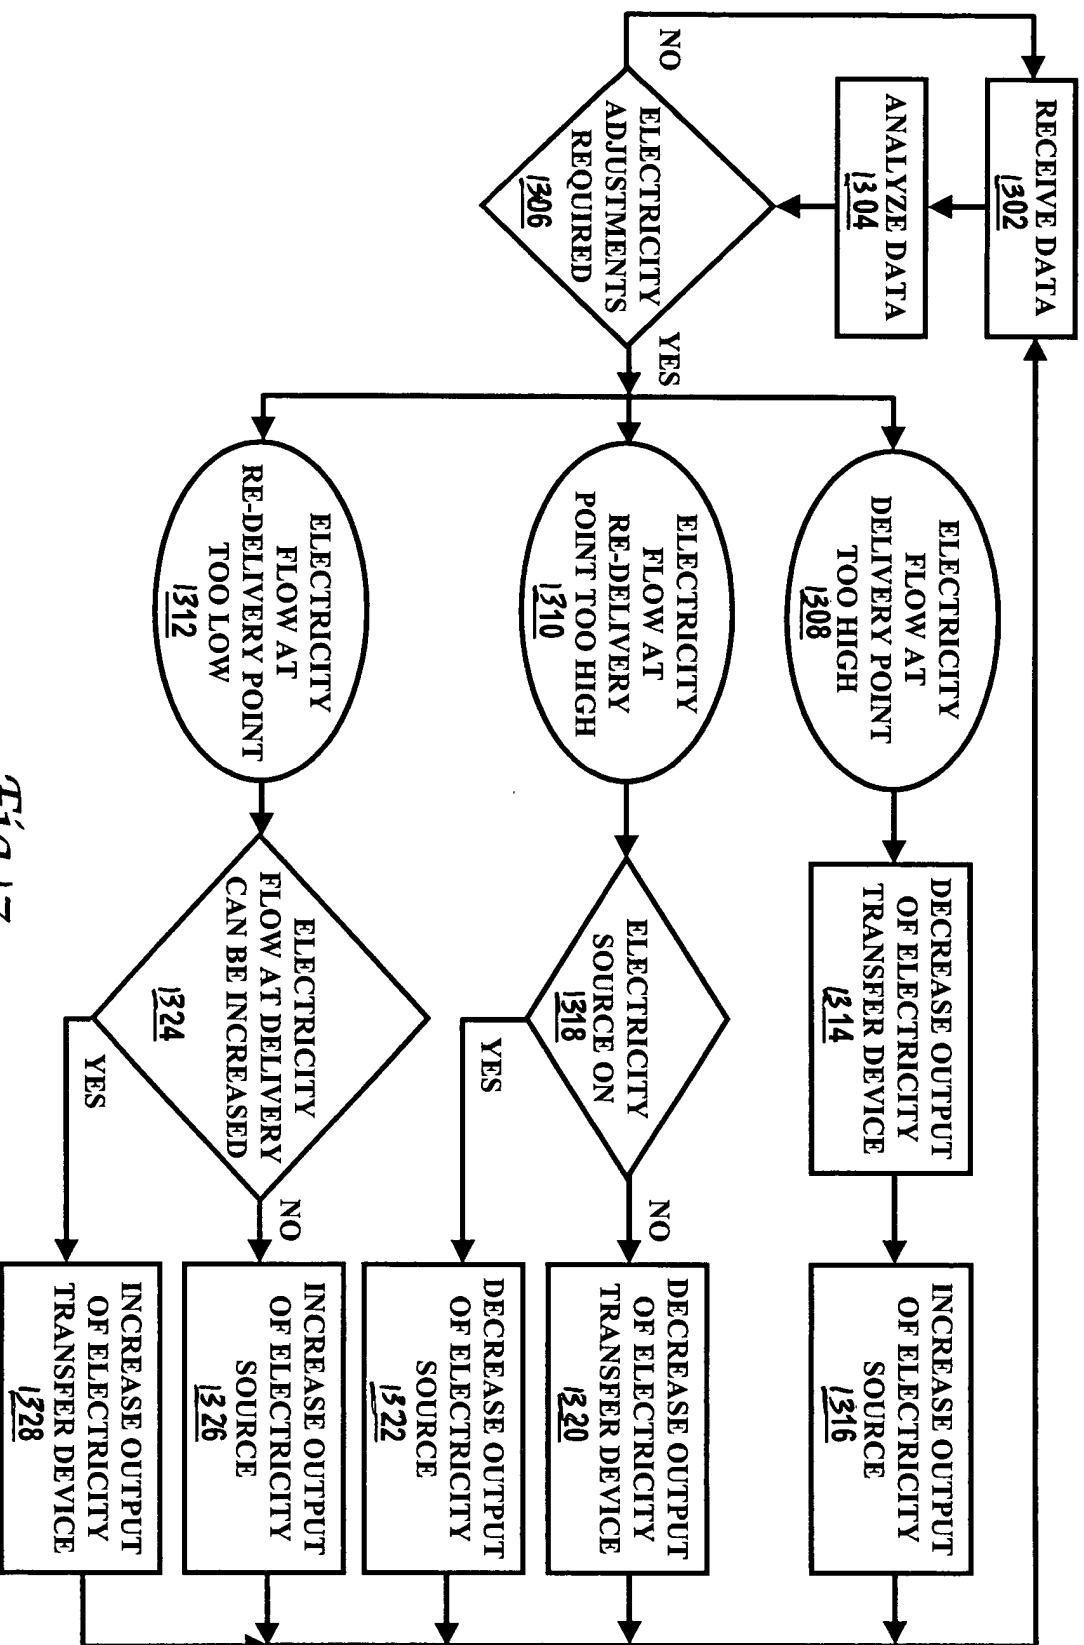 RECEIVE DATA
1302
ANALYZE DATA
1304
ELECTRICITY
ADJUSTMENTS
REQUIRED
1306
NO
YES
ELECTRICITY
FLOW AT
DELIVERY POINT
TOO HIGH
1308
DECREASE OUTPUT
OF ELECTRICITY
TRANSFER DEVICE
1314
INCREASE OUTPUT
OF ELECTRICITY
SOURCE
1316
ELECTRICITY
FLOW AT
RE-DELIVERY
POINT TOO HIGH
1310
ELECTRICITY
SOURCE ON
1318
NO
DECREASE OUTPUT
OF ELECTRICITY
TRANSFER DEVICE
1320
YES
DECREASE OUTPUT
OF ELECTRICITY
SOURCE
1322
ELECTRICITY
FLOW AT
RE-DELIVERY POINT
TOO LOW
1312
ELECTRICITY
FLOW AT DELIVERY
CAN BE INCREASED
1324
NO
INCREASE OUTPUT
OF ELECTRICITY
SOURCE
1326
YES
INCREASE OUTPUT
OF ELECTRICITY
TRANSFER DEVICE
1328